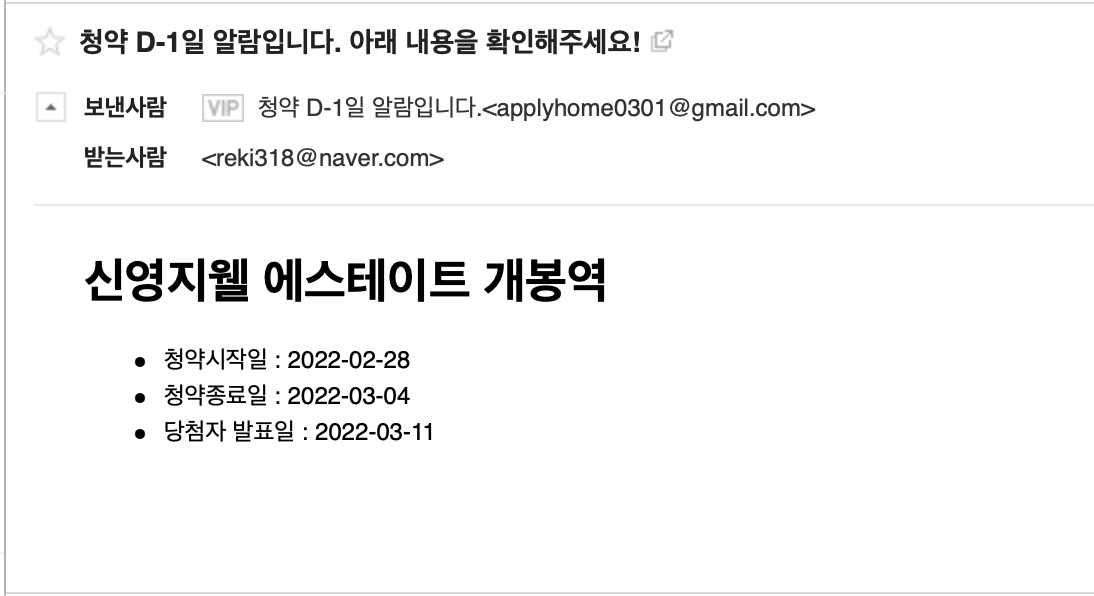 청약 D-1일 알람입니다. 아래 내용을 확인해주세요!
보낸사람 VIP 청약 D-1일 알람입니다.<applyhome0301@gmail.com>
받는사람 <reki318@naver.com>
신영지웰 에스테이트 개봉역
• 청약시작일 : 2022-02-28
• 청약종료일 : 2022-03-04
• 당첨자 발표일 : 2022-03-11